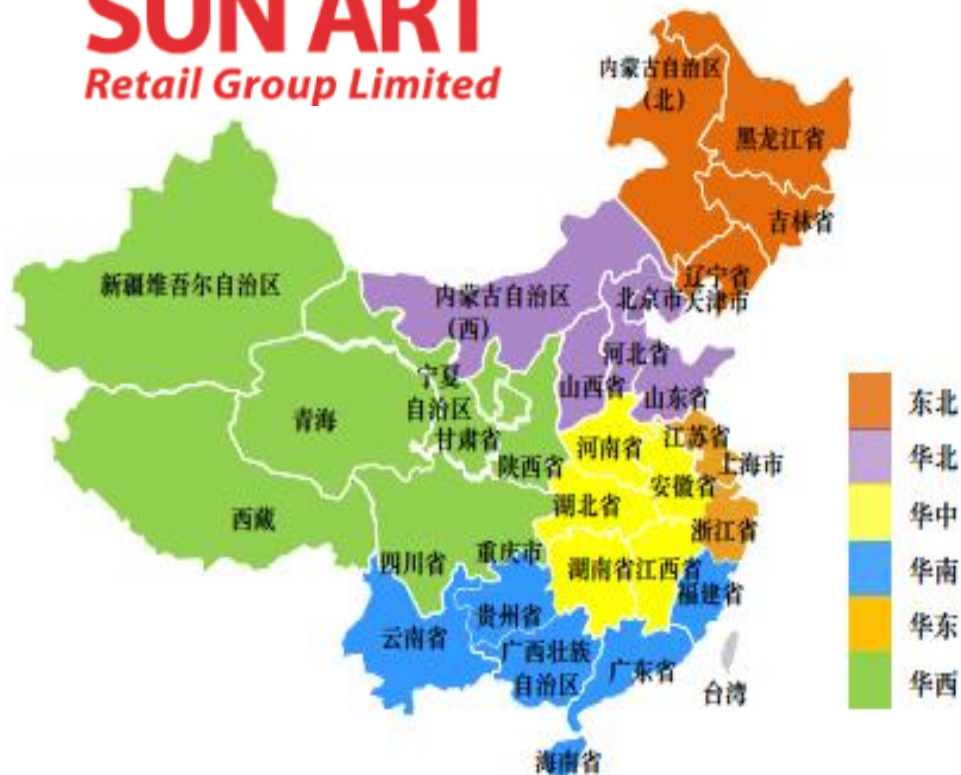 SUN ART
Retail Group Limited
内蒙古自治区
(北)
黑龙江省
吉林省
辽宁省
新疆维吾尔自治区
内蒙古自治区
(西)
北京市
天津市
河北省
山西省
山东省
宁夏
自治区
甘肃省
青海
陕西省
河南省
江苏省
上海市
安徽省
湖北省
浙江省
西藏
四川省
重庆市
湖南省
江西省
福建省
贵州省
云南省
广西壮族
自治区
广东省
台湾
海南省
东北
华北
华中
华南
华东
华西